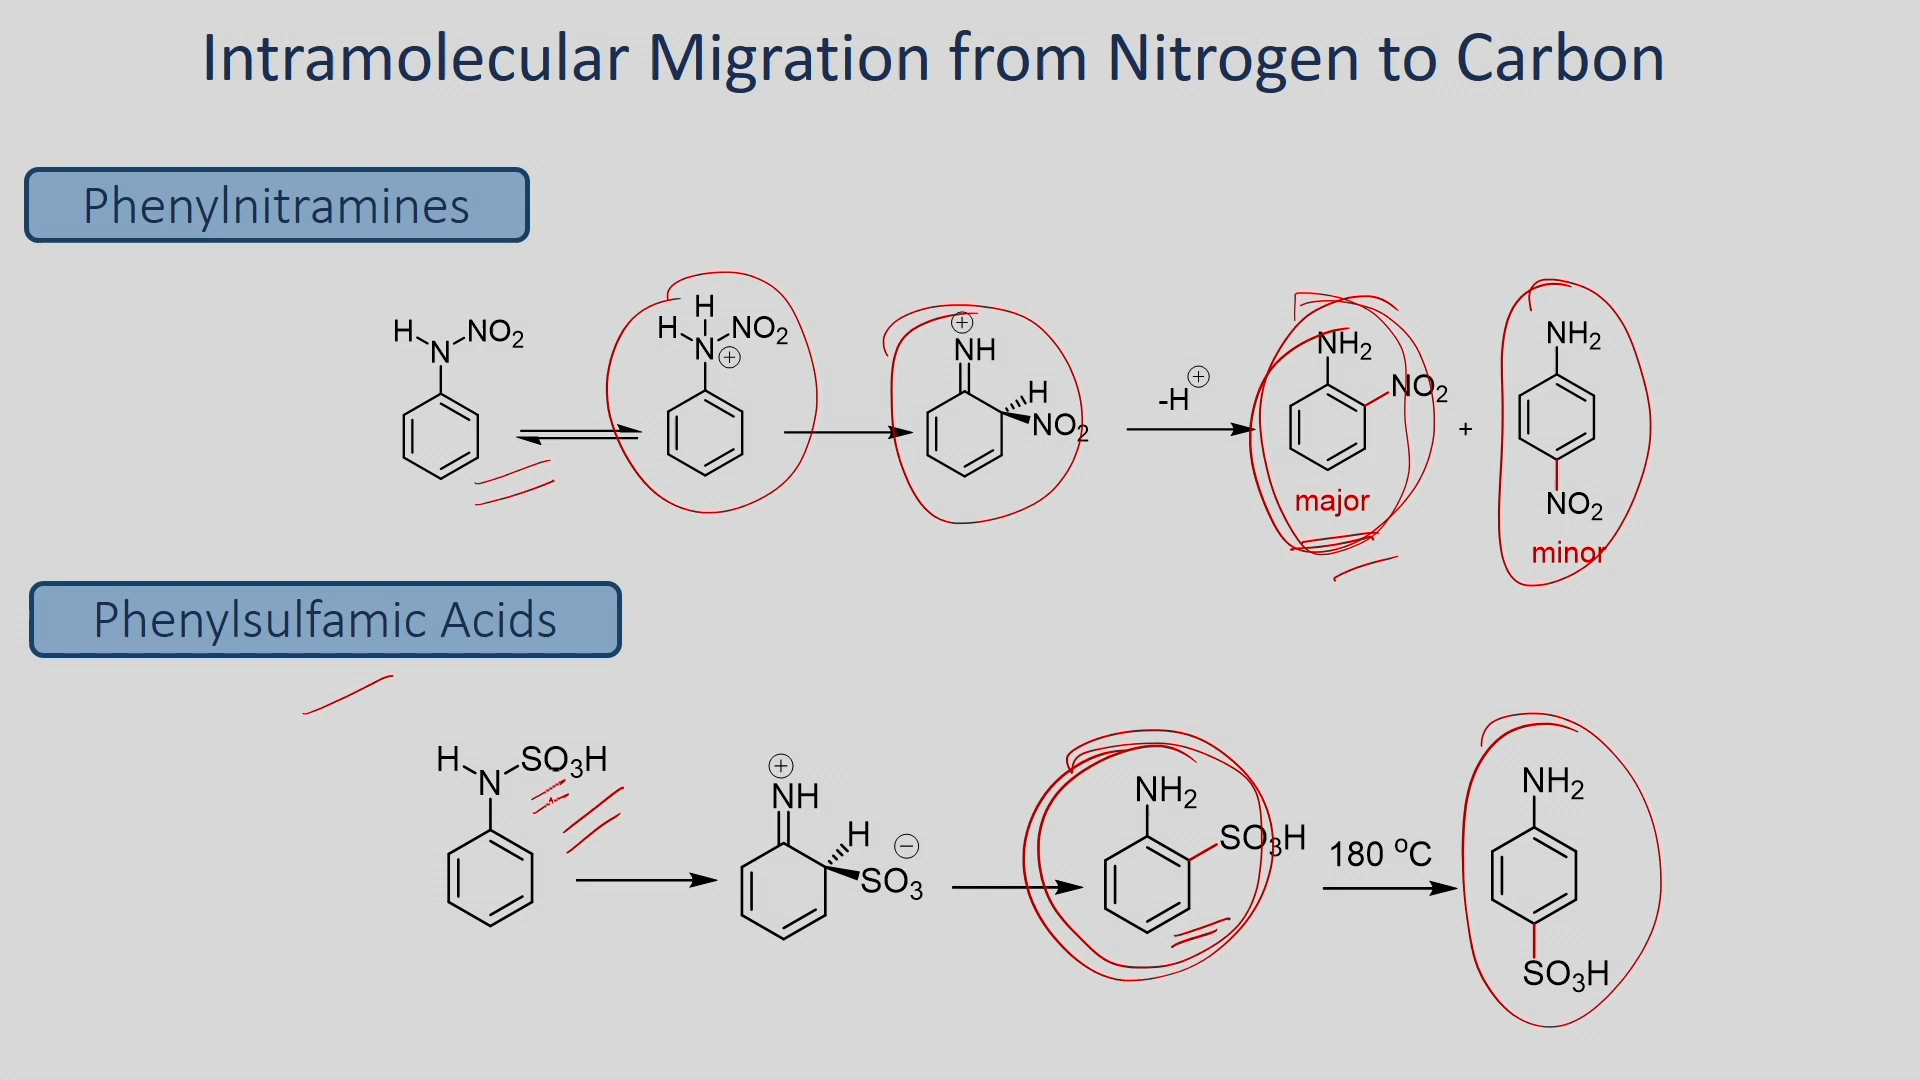 Intramolecular Migration from Nitrogen to Carbon
Phenylnitramines
H N NO2
H H N ⊕ NO2
⊕ NH H NO2
-H⊕
NH2 NO2
major
+
NH2 NO2
minor
Phenylsulfamic Acids
H N SO3H
⊕ NH H SO3 ⊖
NH2 SO3H
180 °C
NH2 SO3H